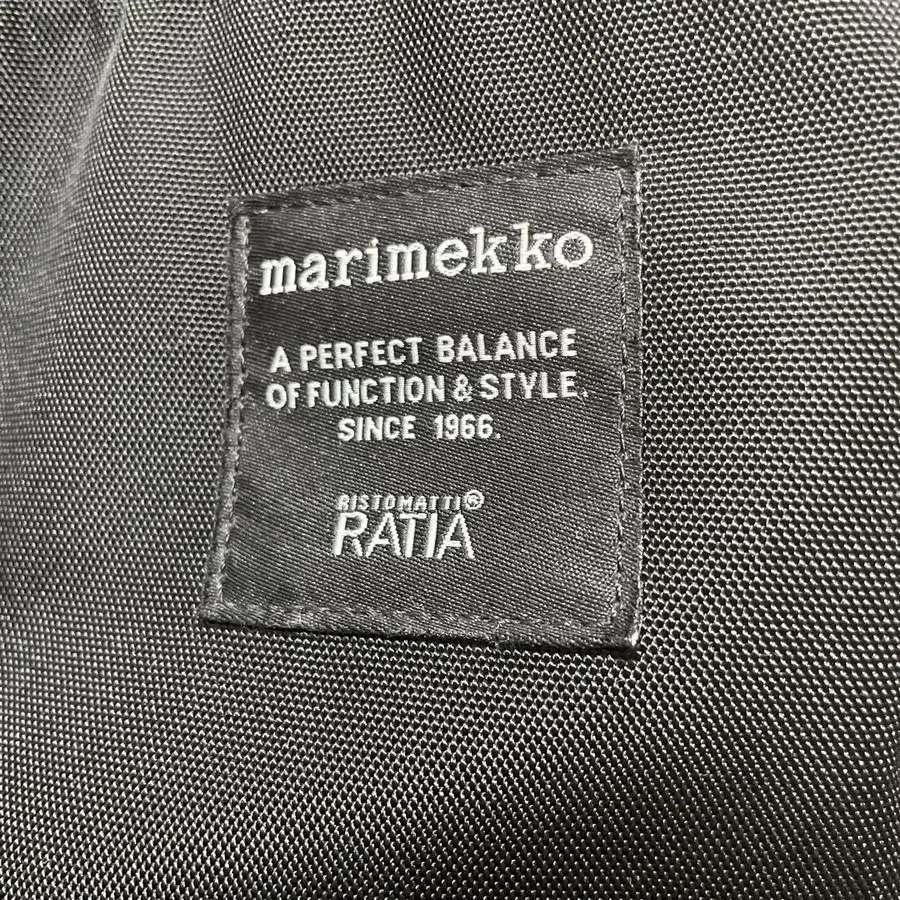 marimekko
A PERFECT BALANCE
OF FUNCTION & STYLE.
SINCE 1966.
RISTOMATTI®
RATIA